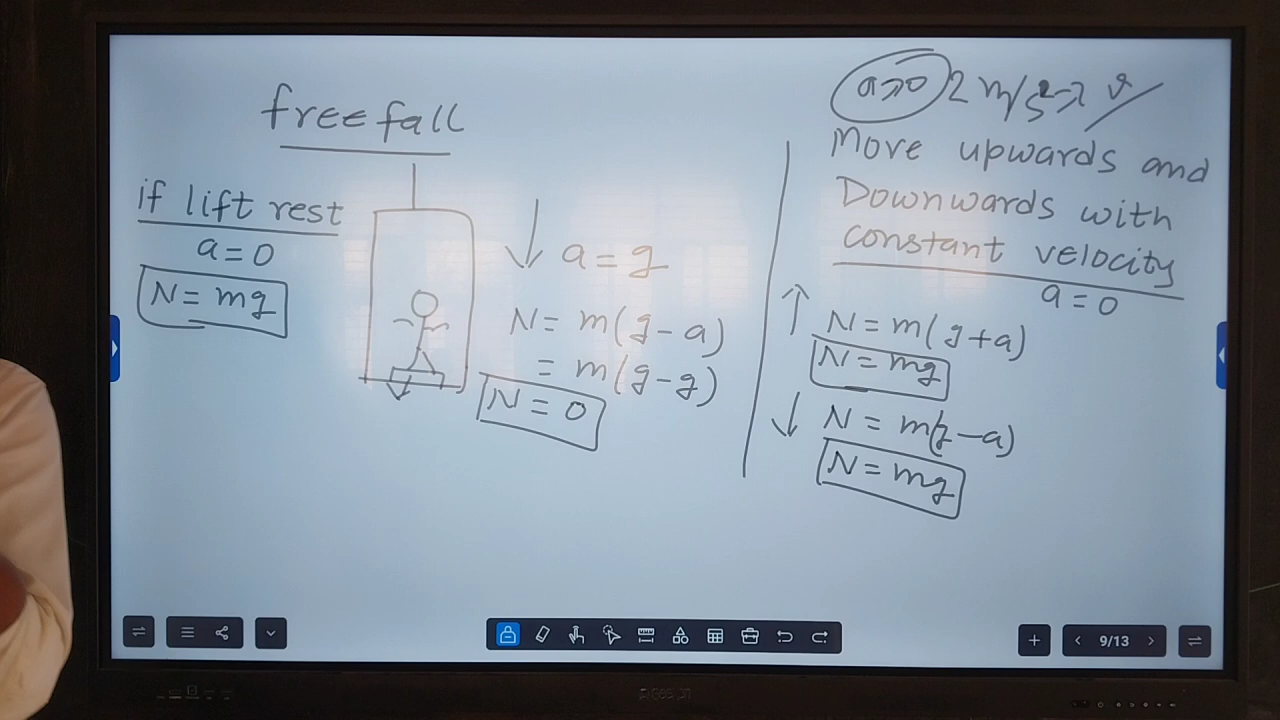 free fall
if lift rest
a=0
N=mg
a=g
N= m(g-a)
= m(g-g)
N=0
2 m/s²
Move upwards and
Downwards with
constant velocity
a=0
↑ N=m(g+a)
N=mg
↓ N=m(g-a)
N=mg
9/13